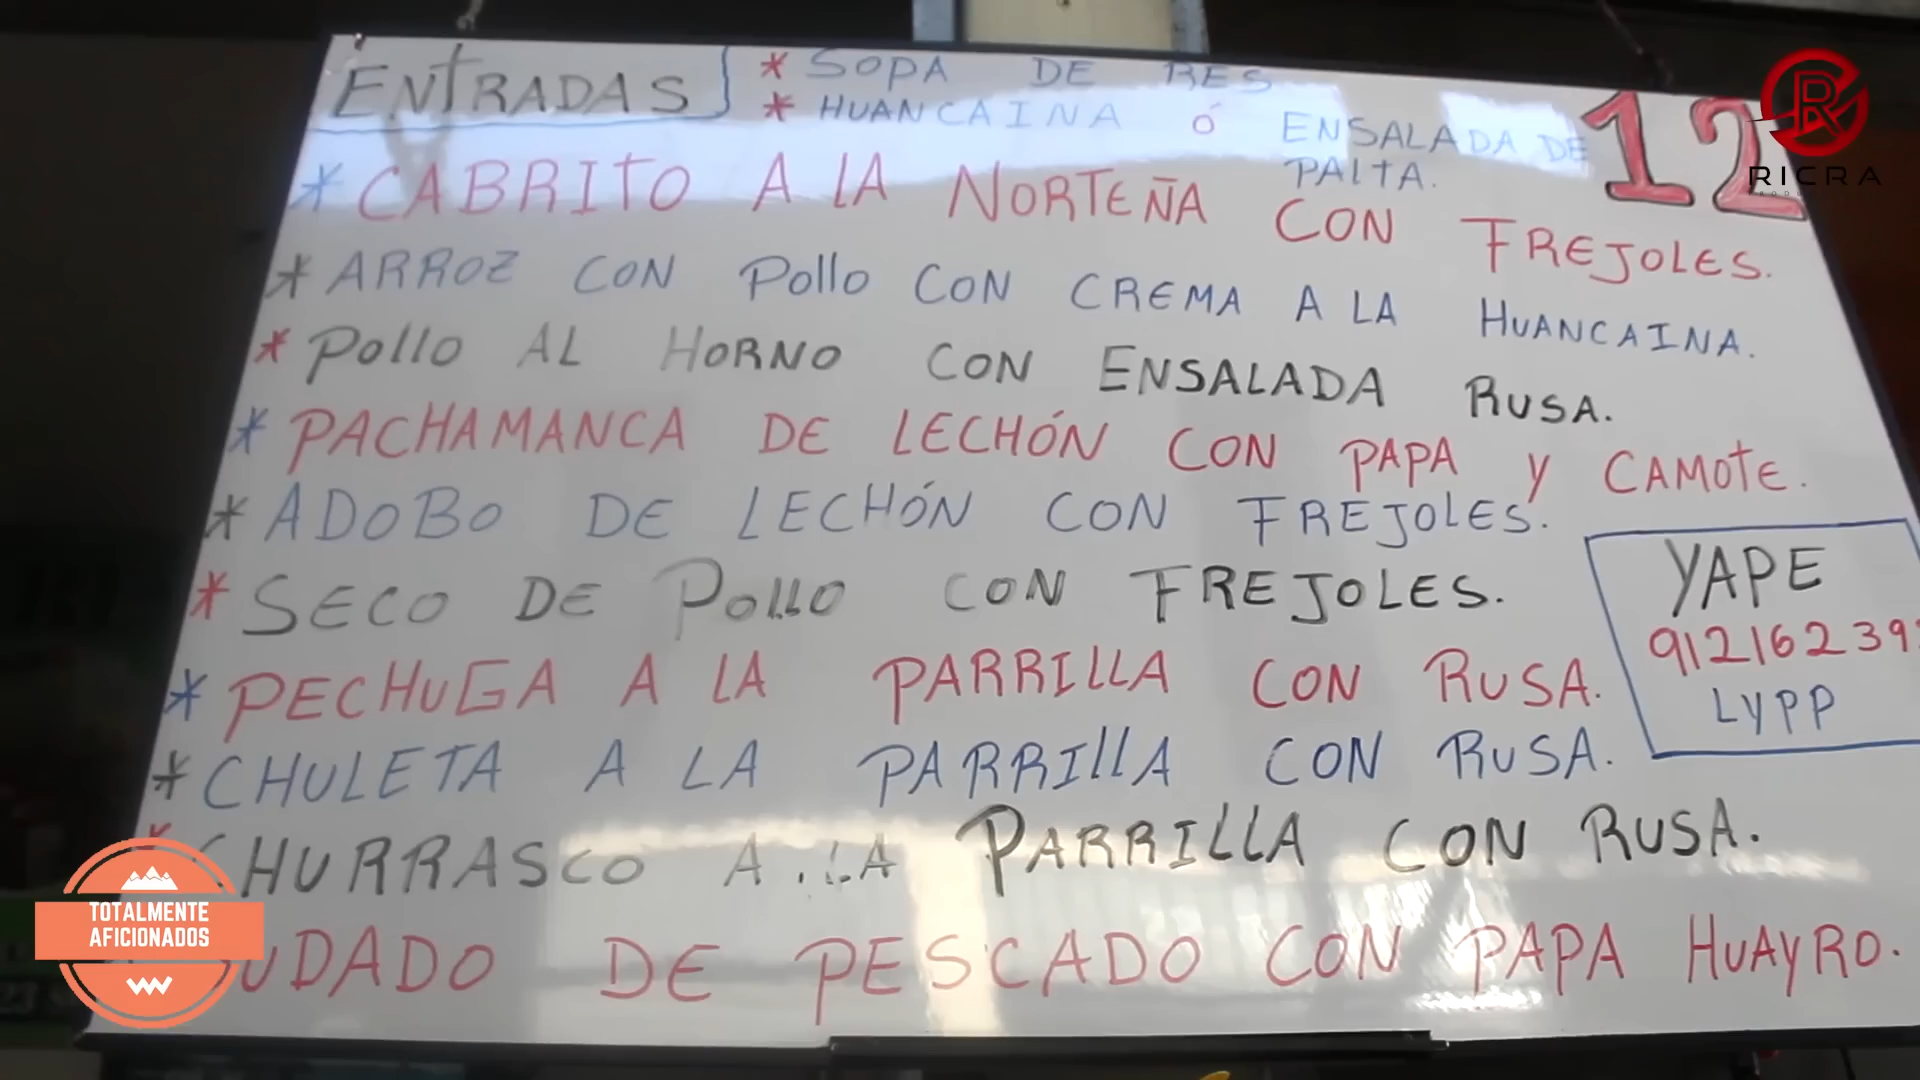 ENTRADAS
* SOPA DE RES
* HUANCAINA Ó ENSALADA DE
PALTA.
12
* CABRITO A LA NORTEÑA CON FREJOLES.
* ARROZ CON POLLO CON CREMA A LA HUANCAINA.
* POLLO AL HORNO CON ENSALADA RUSA.
* PACHAMANCA DE LECHÓN CON PAPA Y CAMOTE.
* ADOBO DE LECHÓN CON FREJOLES.
* SECO DE POLLO CON FREJOLES.
* PECHUGA A LA PARRILLA CON RUSA.
* CHULETA A LA PARRILLA CON RUSA.
* CHURRASCO A LA PARRILLA CON RUSA.
SUDADO DE PESCADO CON PAPA HUAYRO.
YAPE
91216239
LYPP
RICRA
TOTALMENTE
AFICIONADOS